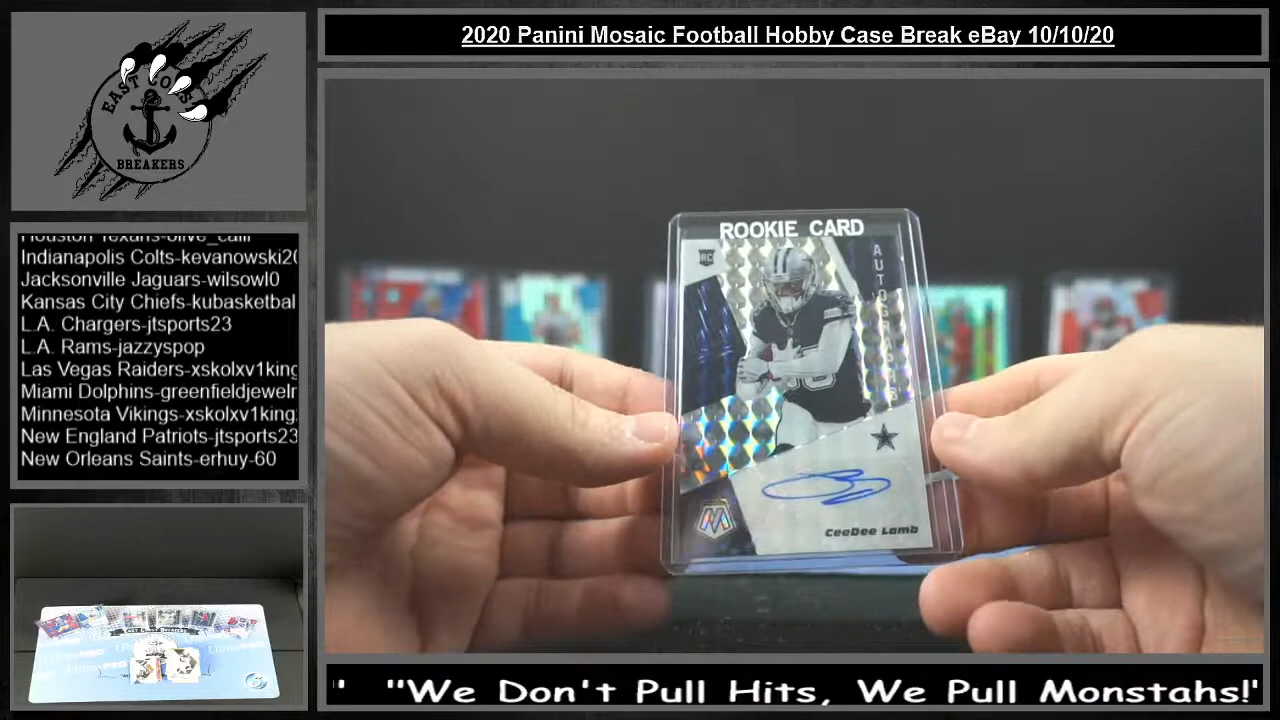 2020 Panini Mosaic Football Hobby Case Break eBay 10/10/20
EAST COAST
BREAKERS
Houston Texans-olive_calli
Indianapolis Colts-kevanowski20
Jacksonville Jaguars-wilsowl0
Kansas City Chiefs-kubasketbal
L.A. Chargers-jtsports23
L.A. Rams-jazzyspop
Las Vegas Raiders-xskolxv1king
Miami Dolphins-greenfieldjewelr
Minnesota Vikings-xskolxv1king
New England Patriots-jtsports23
New Orleans Saints-erhuy-60
ROOKIE CARD
RC
AUTOGRAPHS
M
CeeDee Lamb
" "We Don't Pull Hits, We Pull Monstahs!"